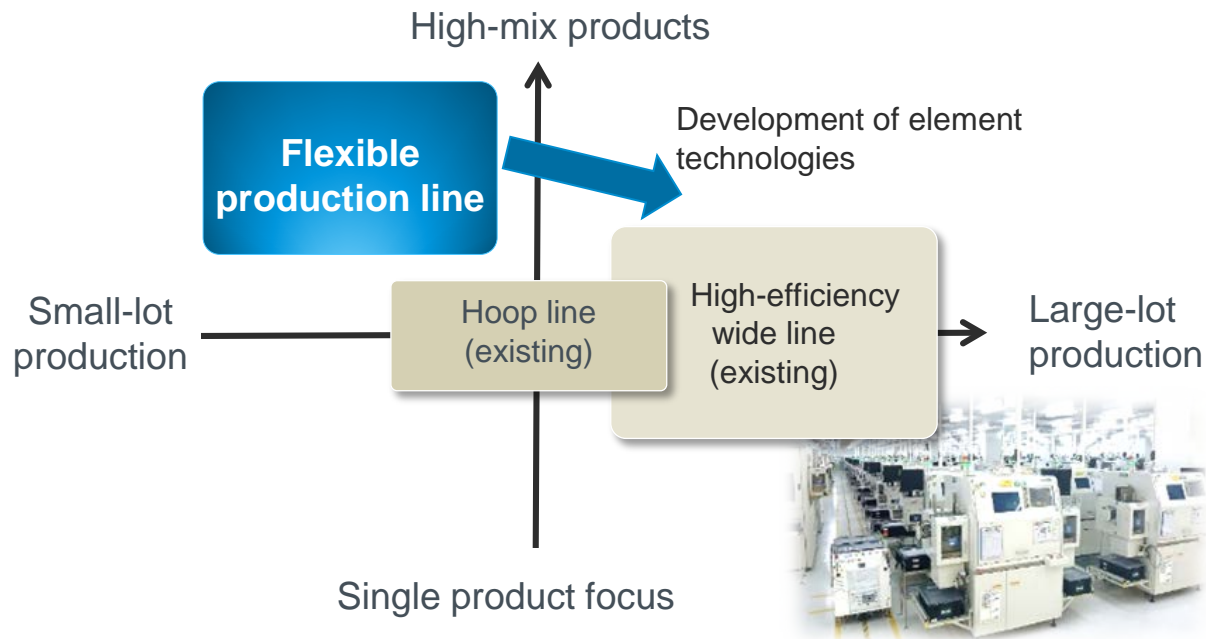 High-mix products
Flexible
production line
Development of element
technologies
Small-lot
production
Hoop line
(existing)
High-efficiency
wide line
(existing)
Large-lot
production
Single product focus